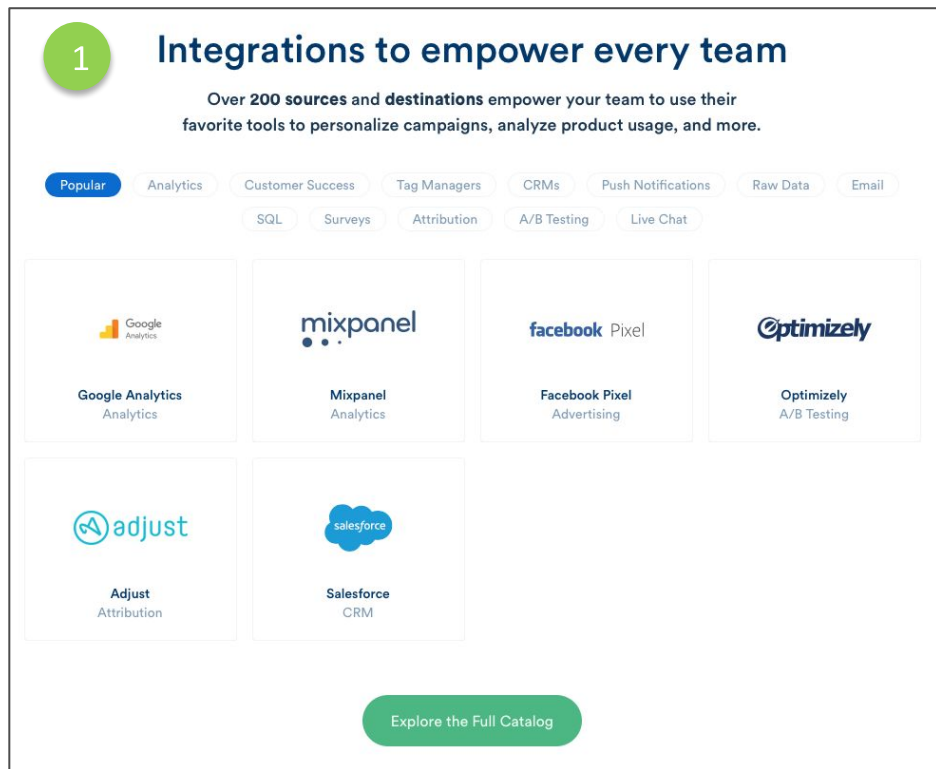 1
Integrations to empower every team
Over 200 sources and destinations empower your team to use their
favorite tools to personalize campaigns, analyze product usage, and more.
Popular Analytics Customer Success Tag Managers CRMs Push Notifications Raw Data Email
SQL Surveys Attribution A/B Testing Live Chat
Google Analytics mixpanel facebook Pixel Optimizely
Google Analytics Mixpanel Facebook Pixel Optimizely
Analytics Analytics Advertising A/B Testing
adjust salesforce
Adjust Salesforce
Attribution CRM
Explore the Full Catalog